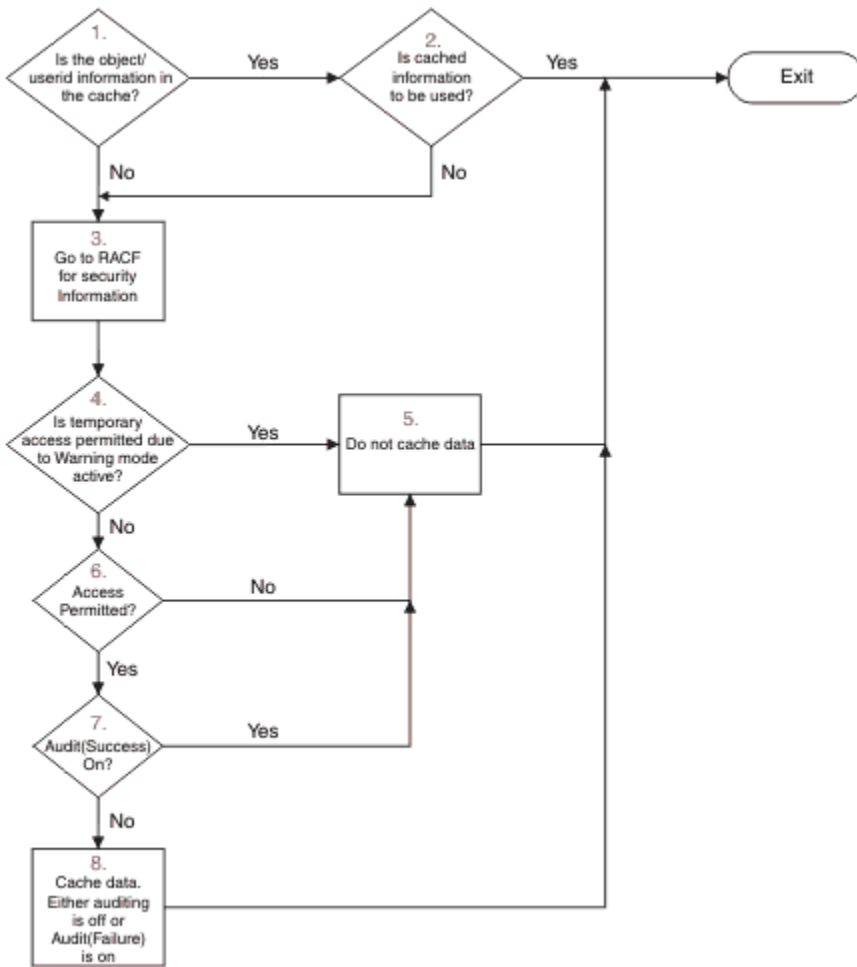 1.
Is the object/
userid information in
the cache?
Yes
2.
Is cached
information
to be used?
Yes
Exit
No
No
3.
Go to RACF
for security
Information
4.
Is temporary
access permitted due
to Warning mode
active?
Yes
5.
Do not cache data
No
6.
Access
Permitted?
No
Yes
7.
Audit(Success)
On?
Yes
No
8.
Cache data.
Either auditing
is off or
Audit(Failure)
is on